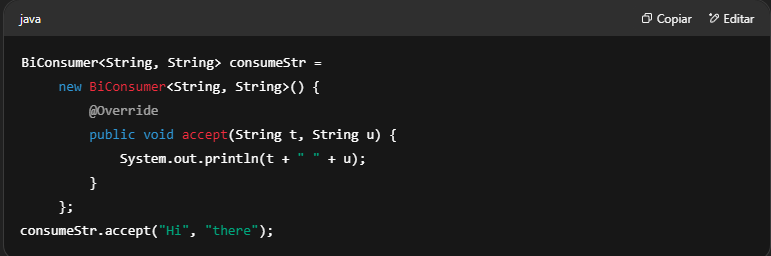 java Copiar Editar
BiConsumer<String, String> consumeStr =
     new BiConsumer<String, String>() {
         @Override
         public void accept(String t, String u) {
             System.out.println(t + " " + u);
         }
     };
consumeStr.accept("Hi", "there");